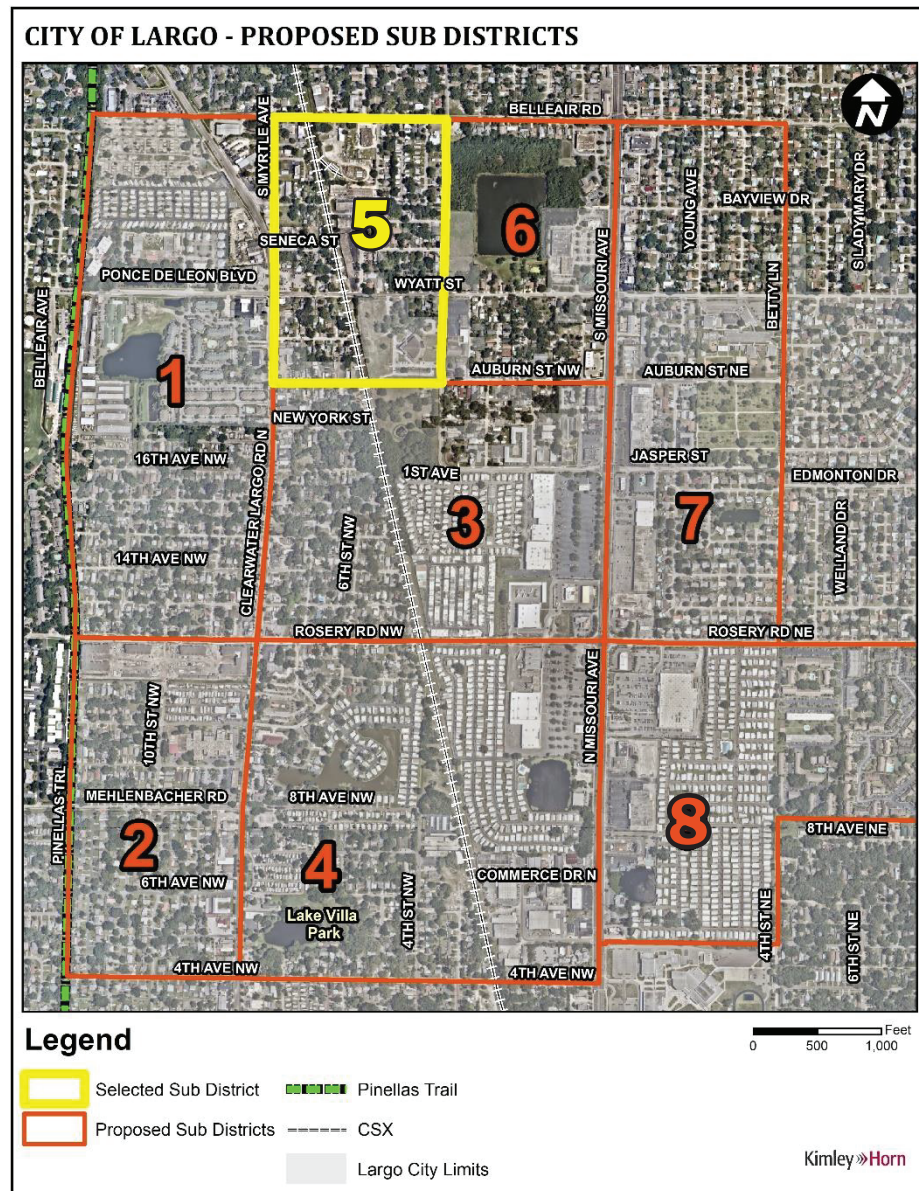 CITY OF LARGO - PROPOSED SUB DISTRICTS
N
BELLEAIR RD
S MYRTLE AVE
YOUNG AVE
BAYVIEW DR
S LADY MARY DR
5
6
SENECA ST
PONCE DE LEON BLVD
WYATT ST
S MISSOURI AVE
BETTY LN
BELLEAIR AVE
1
AUBURN ST NW
AUBURN ST NE
NEW YORK ST
16TH AVE NW
CLEARWATER LARGO RD N
1ST AVE
JASPER ST
EDMONTON DR
3
7
14TH AVE NW
6TH ST NW
WELLAND DR
ROSERY RD NW
ROSERY RD NE
10TH ST NW
N MISSOURI AVE
MEHLENBACHER RD
8TH AVE NW
8
8TH AVE NE
PINELLAS TRL
2
6TH AVE NW
4
COMMERCE DR N
Lake Villa
Park
4TH ST NW
4TH ST NE
6TH ST NE
4TH AVE NW
4TH AVE NW
Legend
Feet
0 500 1,000
Selected Sub District
Pinellas Trail
Proposed Sub Districts
CSX
Largo City Limits
Kimley»Horn